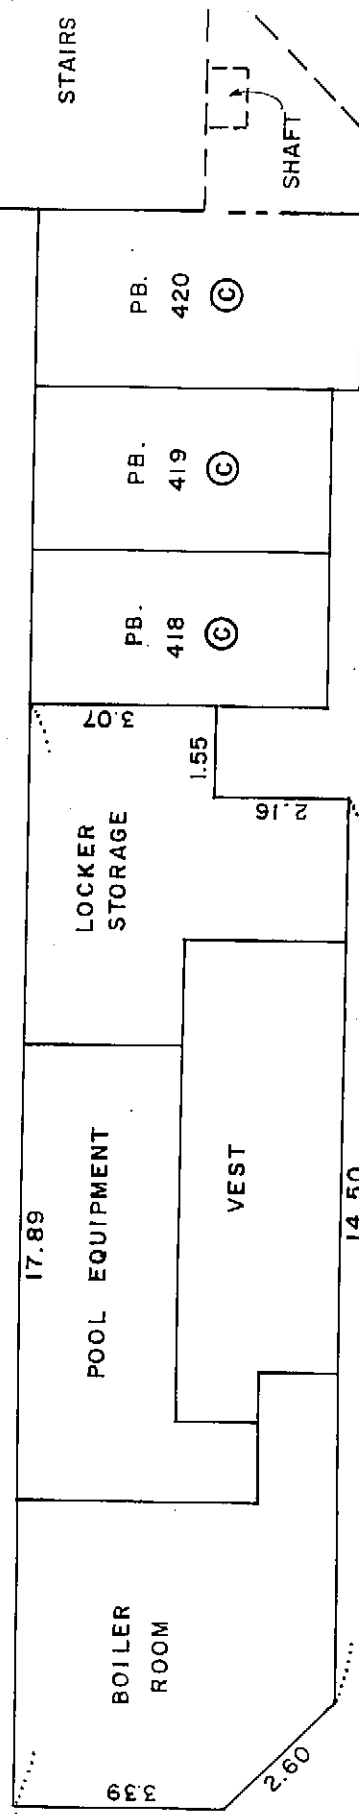 STAIRS
SHAFT
PB.
420
C
PB.
419
C
PB.
418
C
3.07
1.55
2.16
LOCKER
STORAGE
17.89
POOL EQUIPMENT
VEST
14.50
BOILER
ROOM
3.39
2.60